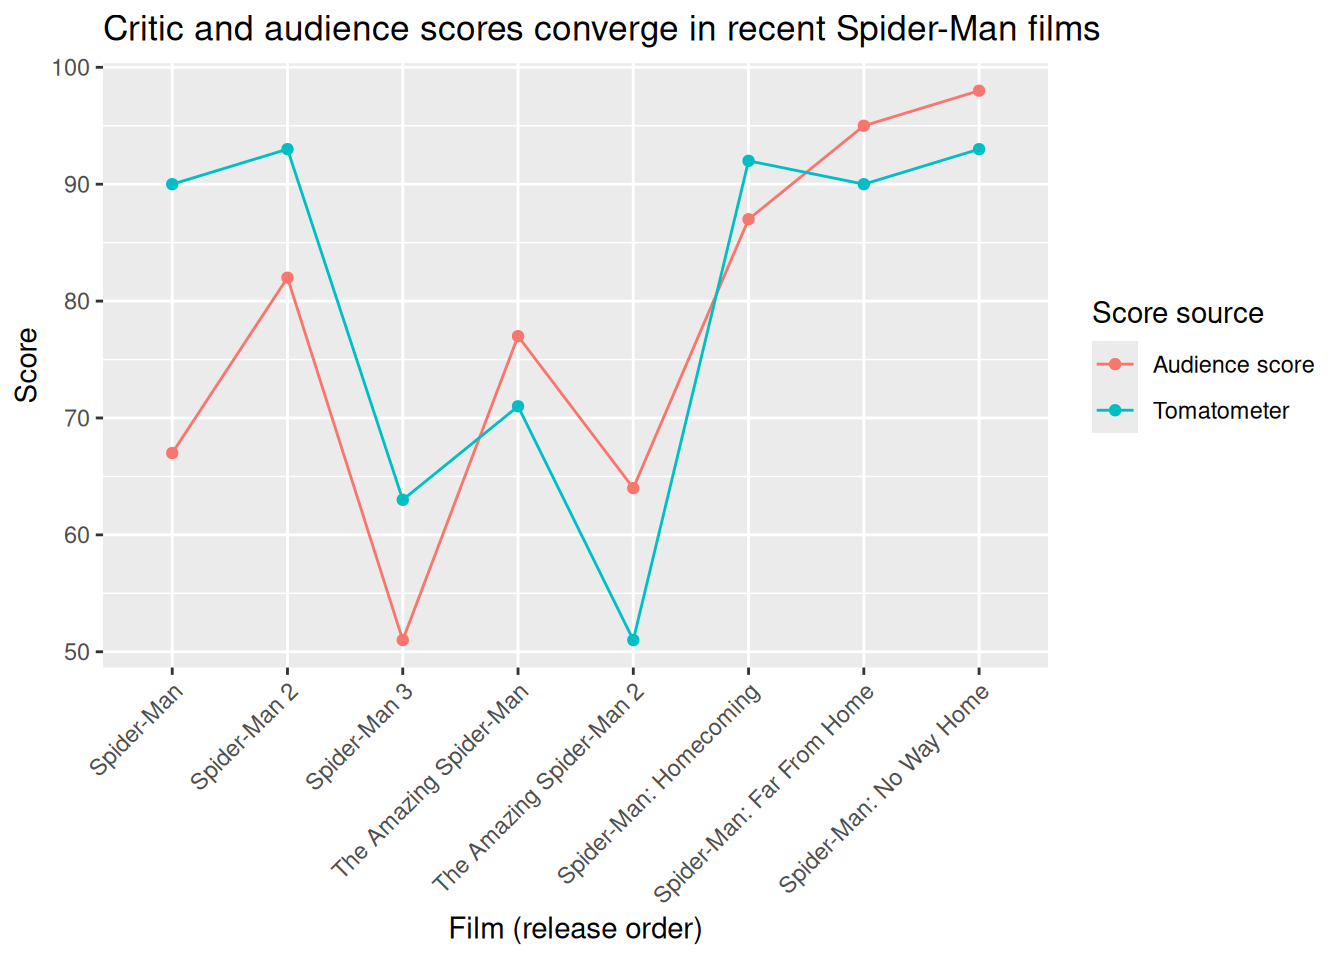 Critic and audience scores converge in recent Spider-Man films
100
90
80
70
60
50
Score
Spider-Man
Spider-Man 2
Spider-Man 3
The Amazing Spider-Man
The Amazing Spider-Man 2
Spider-Man: Homecoming
Spider-Man: Far From Home
Spider-Man: No Way Home
Film (release order)
Score source
Audience score
Tomatometer